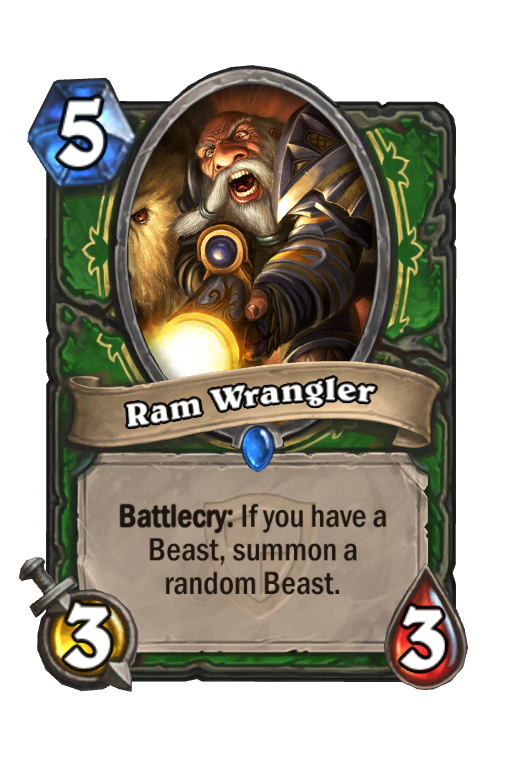 5
Ram Wrangler
Battlecry: If you have a
Beast, summon a
random Beast.
3
3